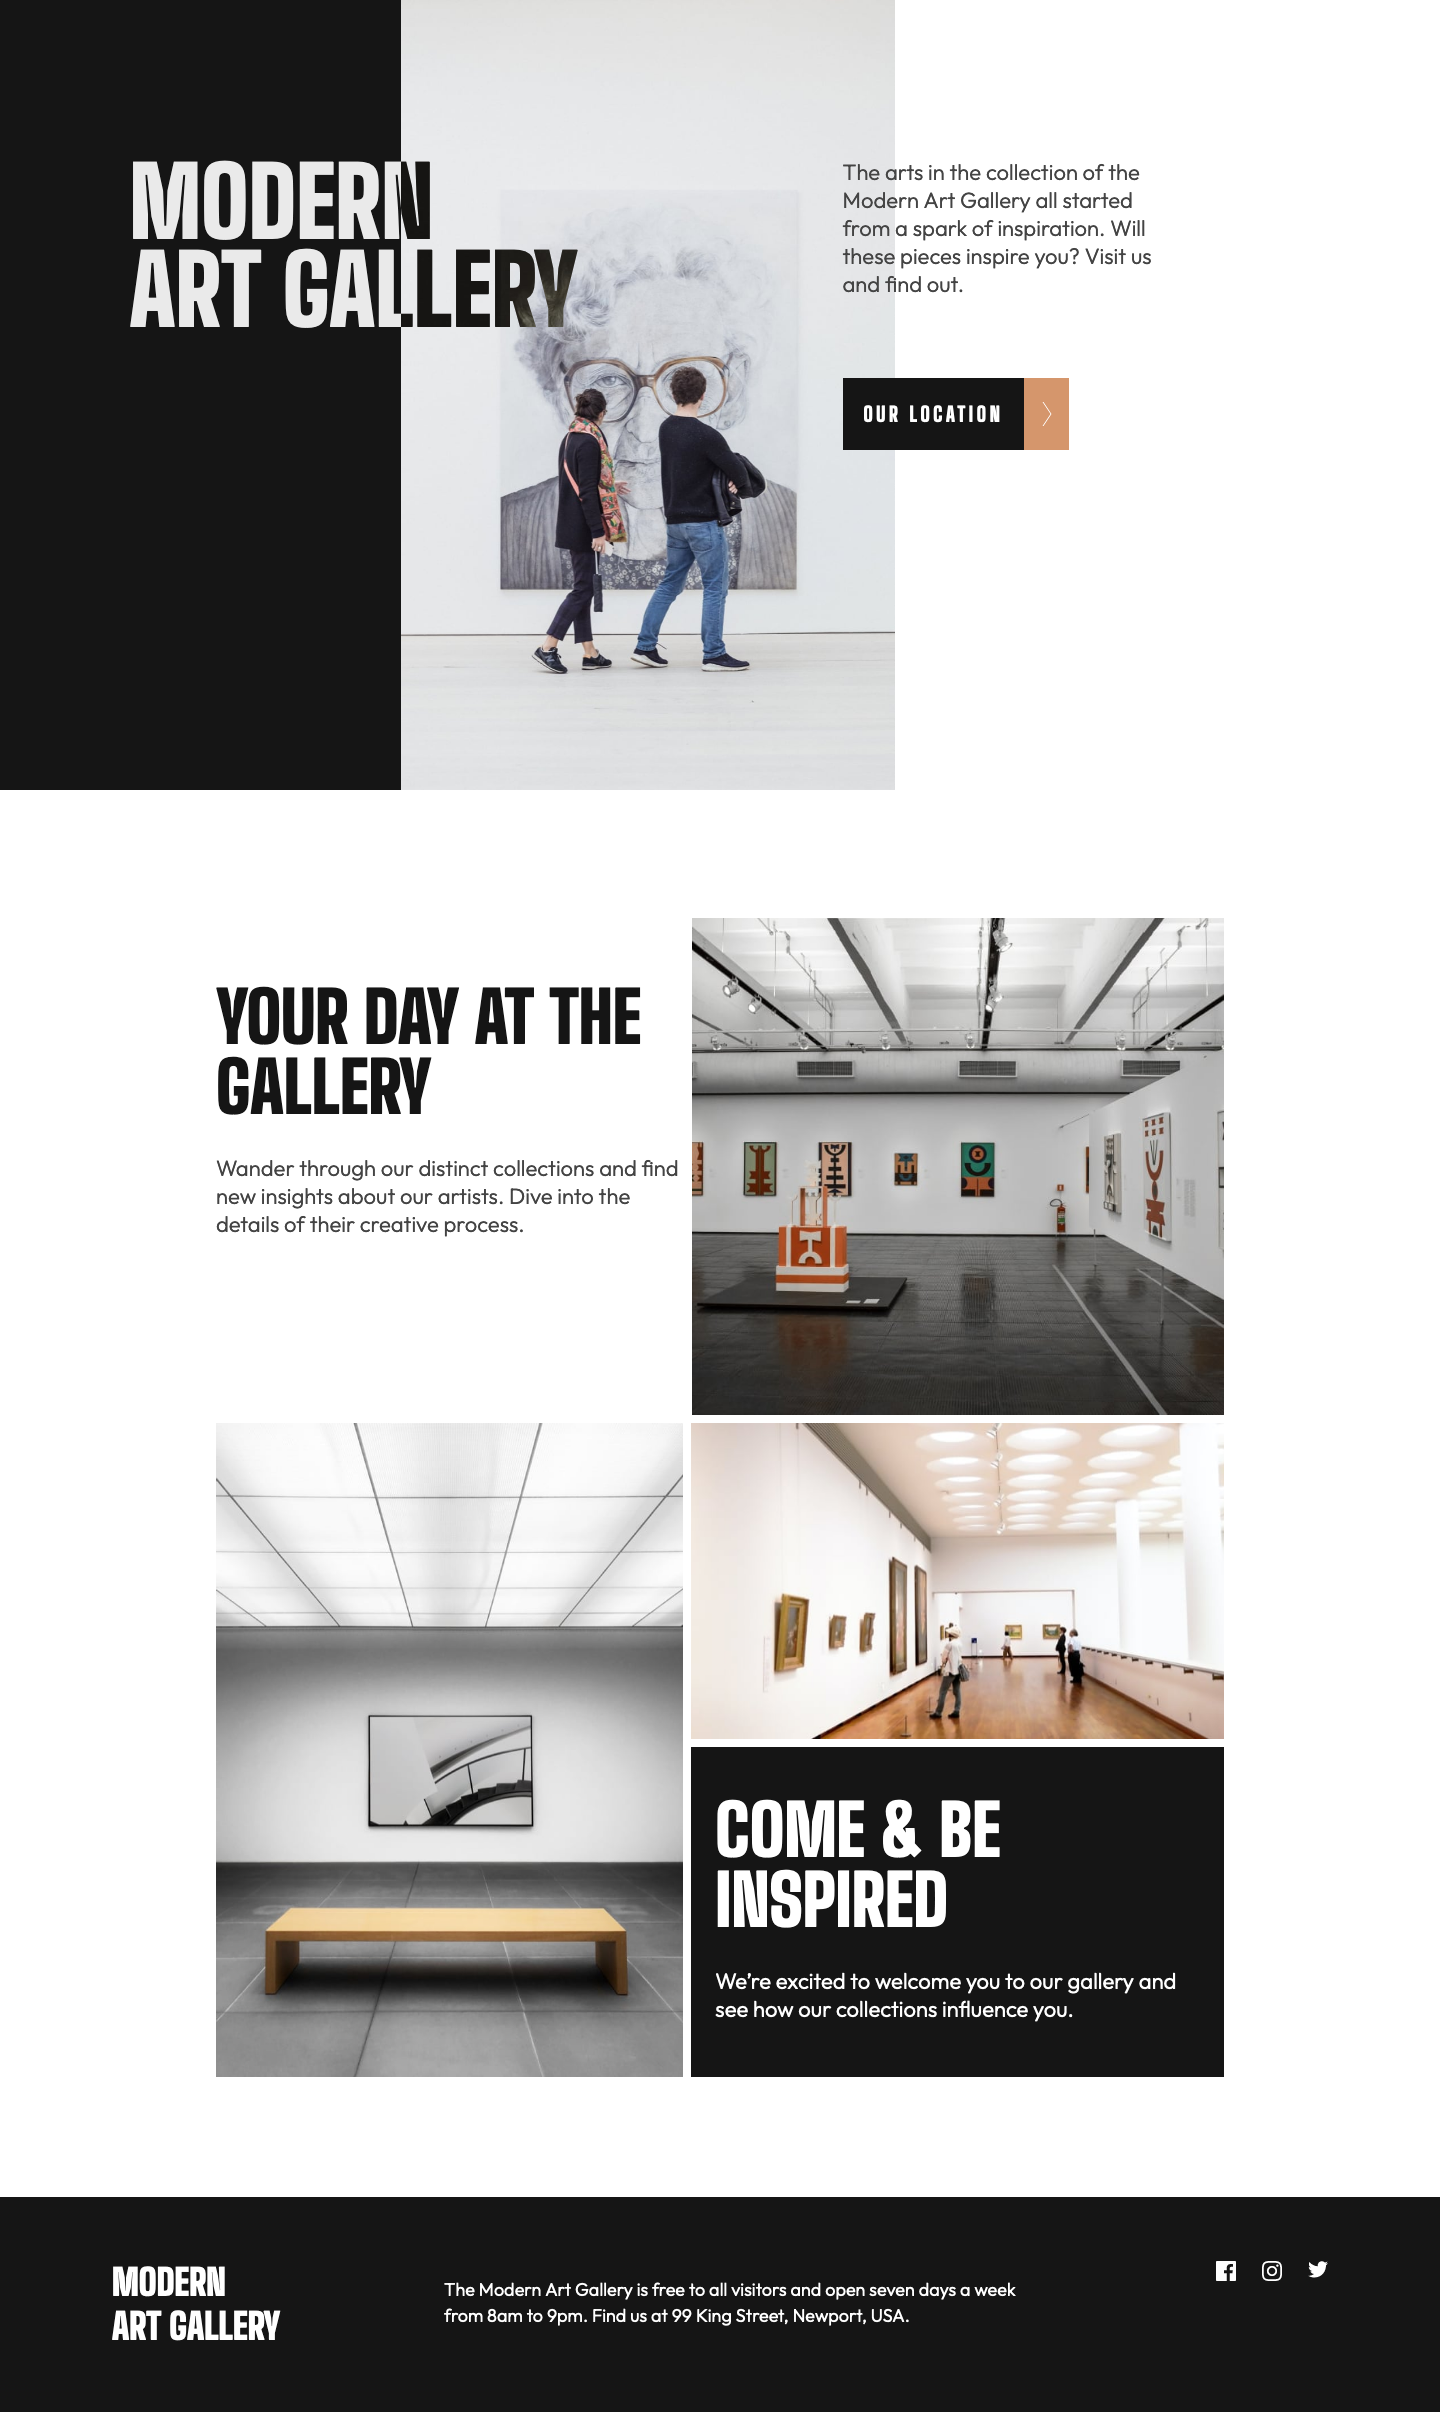 MODERN
ART GALLERY
The arts in the collection of the
Modern Art Gallery all started
from a spark of inspiration. Will
these pieces inspire you? Visit us
and find out.
OUR LOCATION
YOUR DAY AT THE
GALLERY
Wander through our distinct collections and find
new insights about our artists. Dive into the
details of their creative process.
COME & BE
INSPIRED
We’re excited to welcome you to our gallery and
see how our collections influence you.
MODERN
ART GALLERY
The Modern Art Gallery is free to all visitors and open seven days a week
from 8am to 9pm. Find us at 99 King Street, Newport, USA.